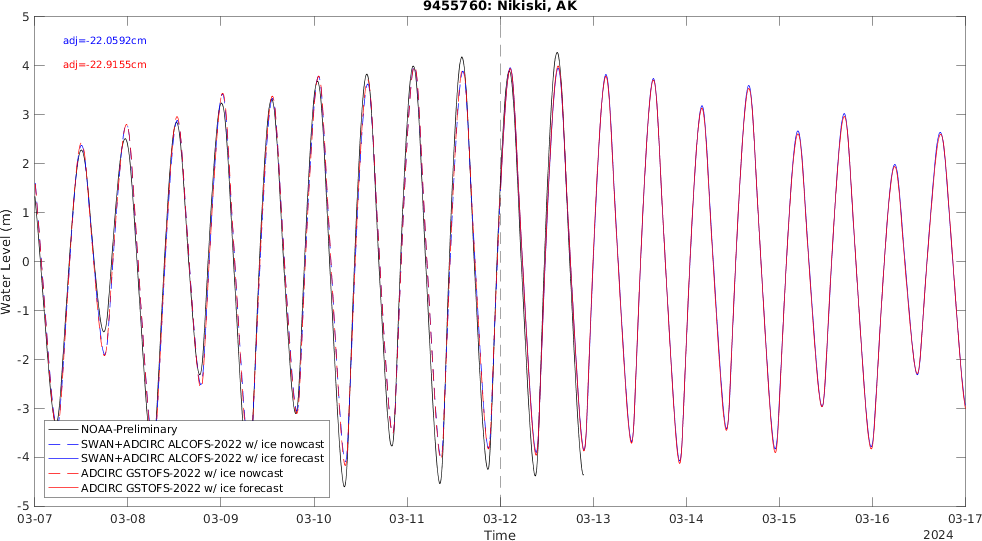 9455760: Nikiski, AK
adj=-22.0592cm
adj=-22.9155cm
Water Level (m)
5
4
3
2
1
0
-1
-2
-3
-4
-5
NOAA-Preliminary
SWAN+ADCIRC ALCOFS-2022 w/ ice nowcast
SWAN+ADCIRC ALCOFS-2022 w/ ice forecast
ADCIRC GSTOFS-2022 w/ ice nowcast
ADCIRC GSTOFS-2022 w/ ice forecast
03-07 03-08 03-09 03-10 03-11 03-12 03-13 03-14 03-15 03-16 03-17
Time
2024